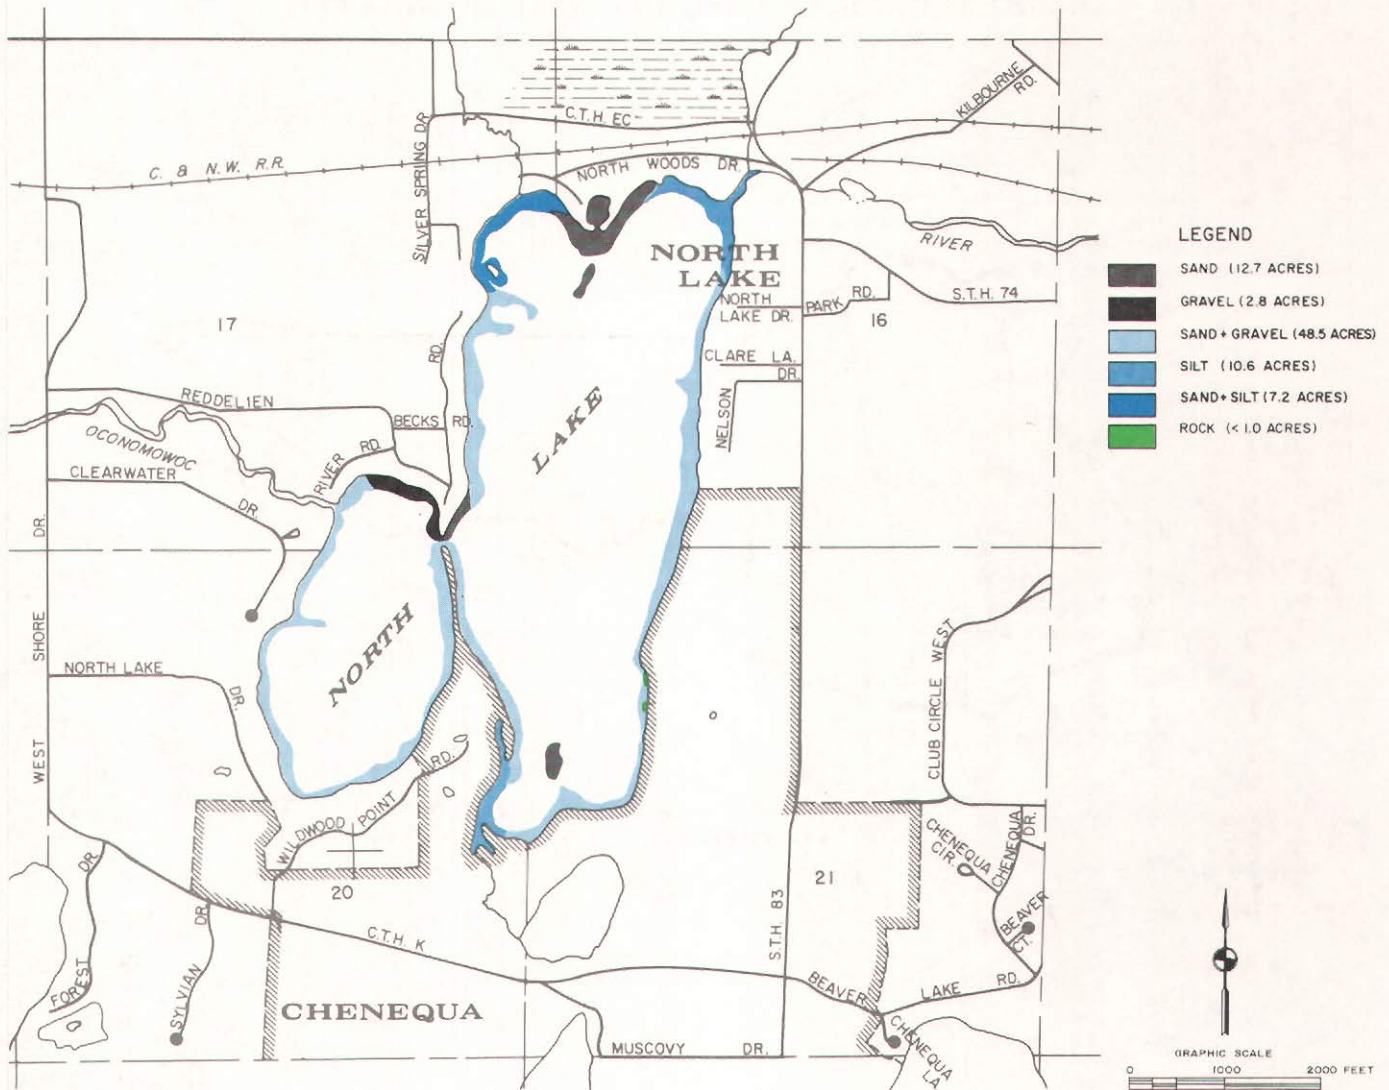 C.T.H. EC
KILBOURNE
RD.
C. & N.W. R.R.
SILVER SPRING DR
NORTH WOODS DR.
RIVER
NORTH
LAKE
NORTH
LAKE DR.
PARK RD.
S.T.H. 74
16
17
CLARE LA.
DR.
NELSON
RD.
REDDELIEN
BECKS RD.
OCONOMOWOC
RIVER RD.
CLEARWATER
DR.
LAKE
NORTH
WEST SHORE DR.
NORTH LAKE
DR.
WILDWOOD POINT RD.
CLUB CIRCLE WEST
CHENEQUA
CIR.
CHENEQUA
DR.
BEAVER
CT.
20
21
S.T.H. 83
C.T.H. K
FOREST DR.
SYLVIAN DR.
CHENEQUA
BEAVER LAKE RD.
CHENEQUA
LA
MUSCOVY DR.
LEGEND
SAND (12.7 ACRES)
GRAVEL (2.8 ACRES)
SAND + GRAVEL (48.5 ACRES)
SILT (10.6 ACRES)
SAND + SILT (7.2 ACRES)
ROCK (< 1.0 ACRES)
GRAPHIC SCALE
0 1000 2000 FEET